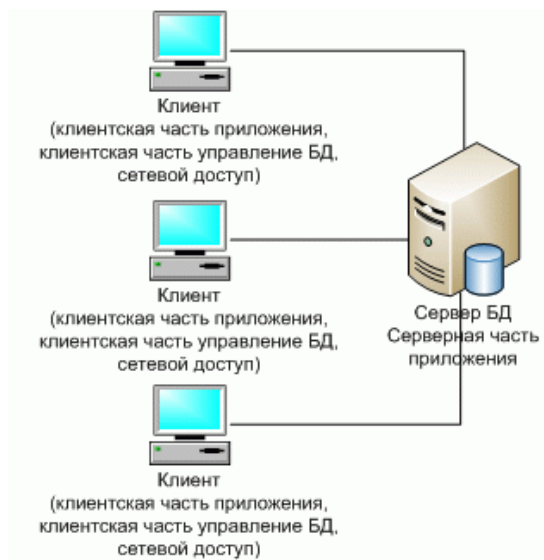 Клиент
(клиентская часть приложения,
клиентская часть управление БД,
сетевой доступ)
Клиент
(клиентская часть приложения,
клиентская часть управление БД,
сетевой доступ)
Сервер БД
Серверная часть
приложения
Клиент
(клиентская часть приложения,
клиентская часть управление БД,
сетевой доступ)